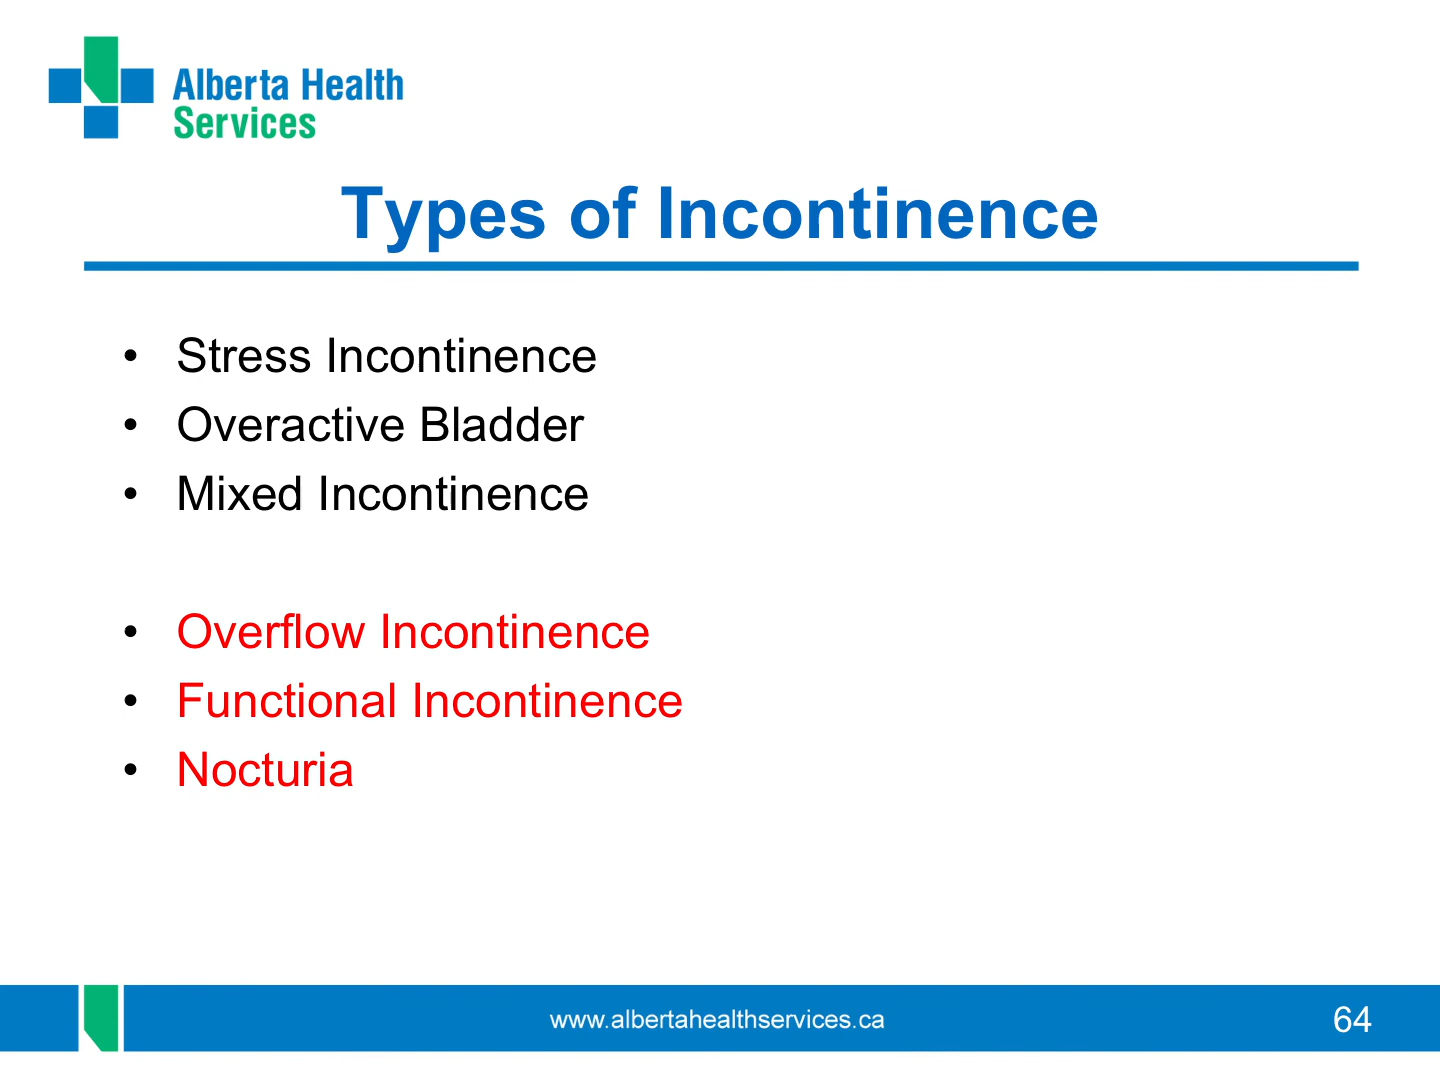 Alberta Health
Services
Types of Incontinence
• Stress Incontinence
• Overactive Bladder
• Mixed Incontinence
• Overflow Incontinence
• Functional Incontinence
• Nocturia
www.albertahealthservices.ca
64